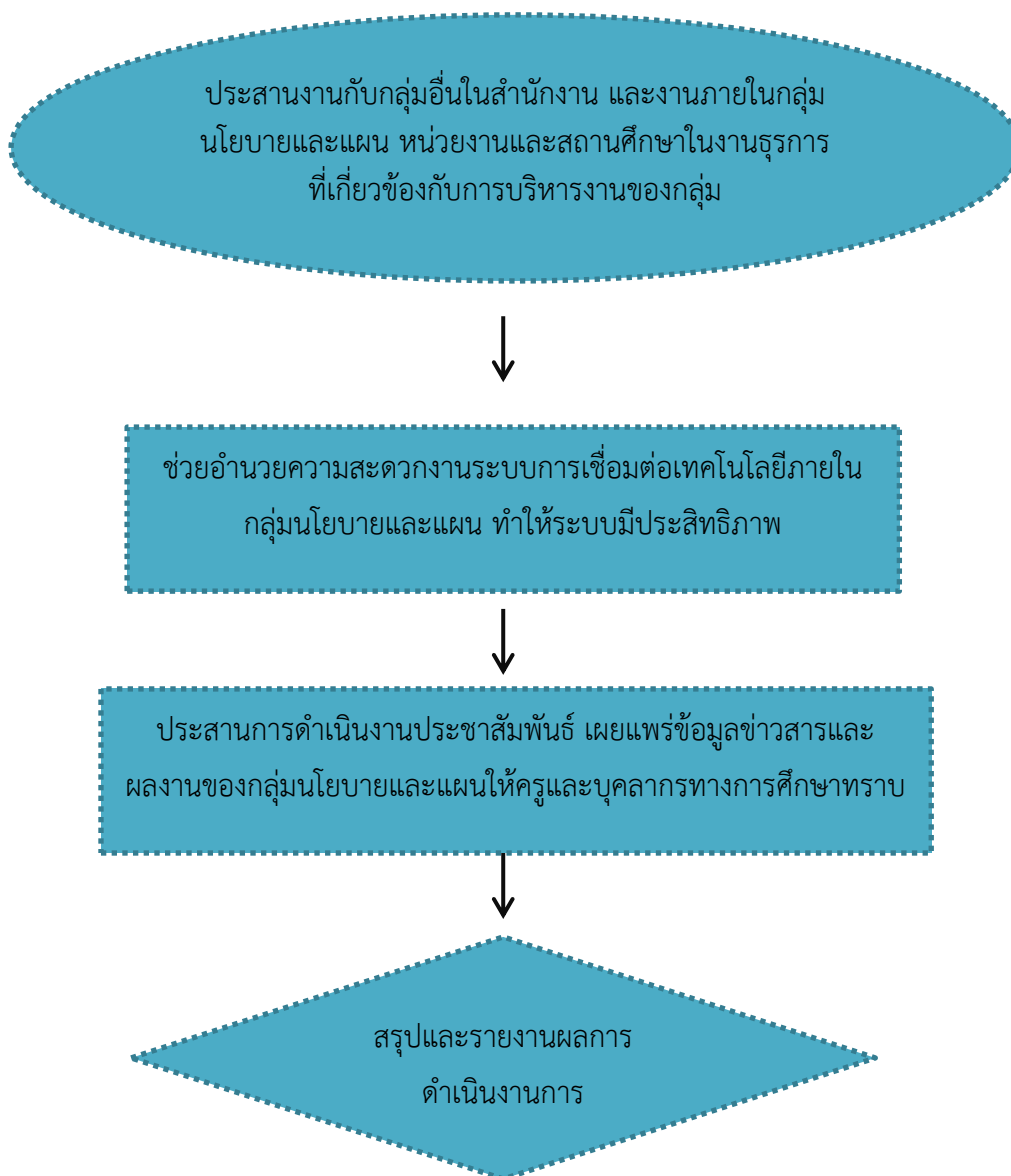 ประสานงานกับกลุ่มอื่นในสำนักงาน และงานภายในกลุ่ม
นโยบายและแผน หน่วยงานและสถานศึกษาในงานธุรการ
ที่เกี่ยวข้องกับการบริหารงานของกลุ่ม
ช่วยอำนวยความสะดวกงานระบบการเชื่อมต่อเทคโนโลยีภายใน
กลุ่มนโยบายและแผน ทำให้ระบบมีประสิทธิภาพ
ประสานการดำเนินงานประชาสัมพันธ์ เผยแพร่ข้อมูลข่าวสารและ
ผลงานของกลุ่มนโยบายและแผนให้ครูและบุคลากรทางการศึกษาทราบ
สรุปและรายงานผลการ
ดำเนินงานการ